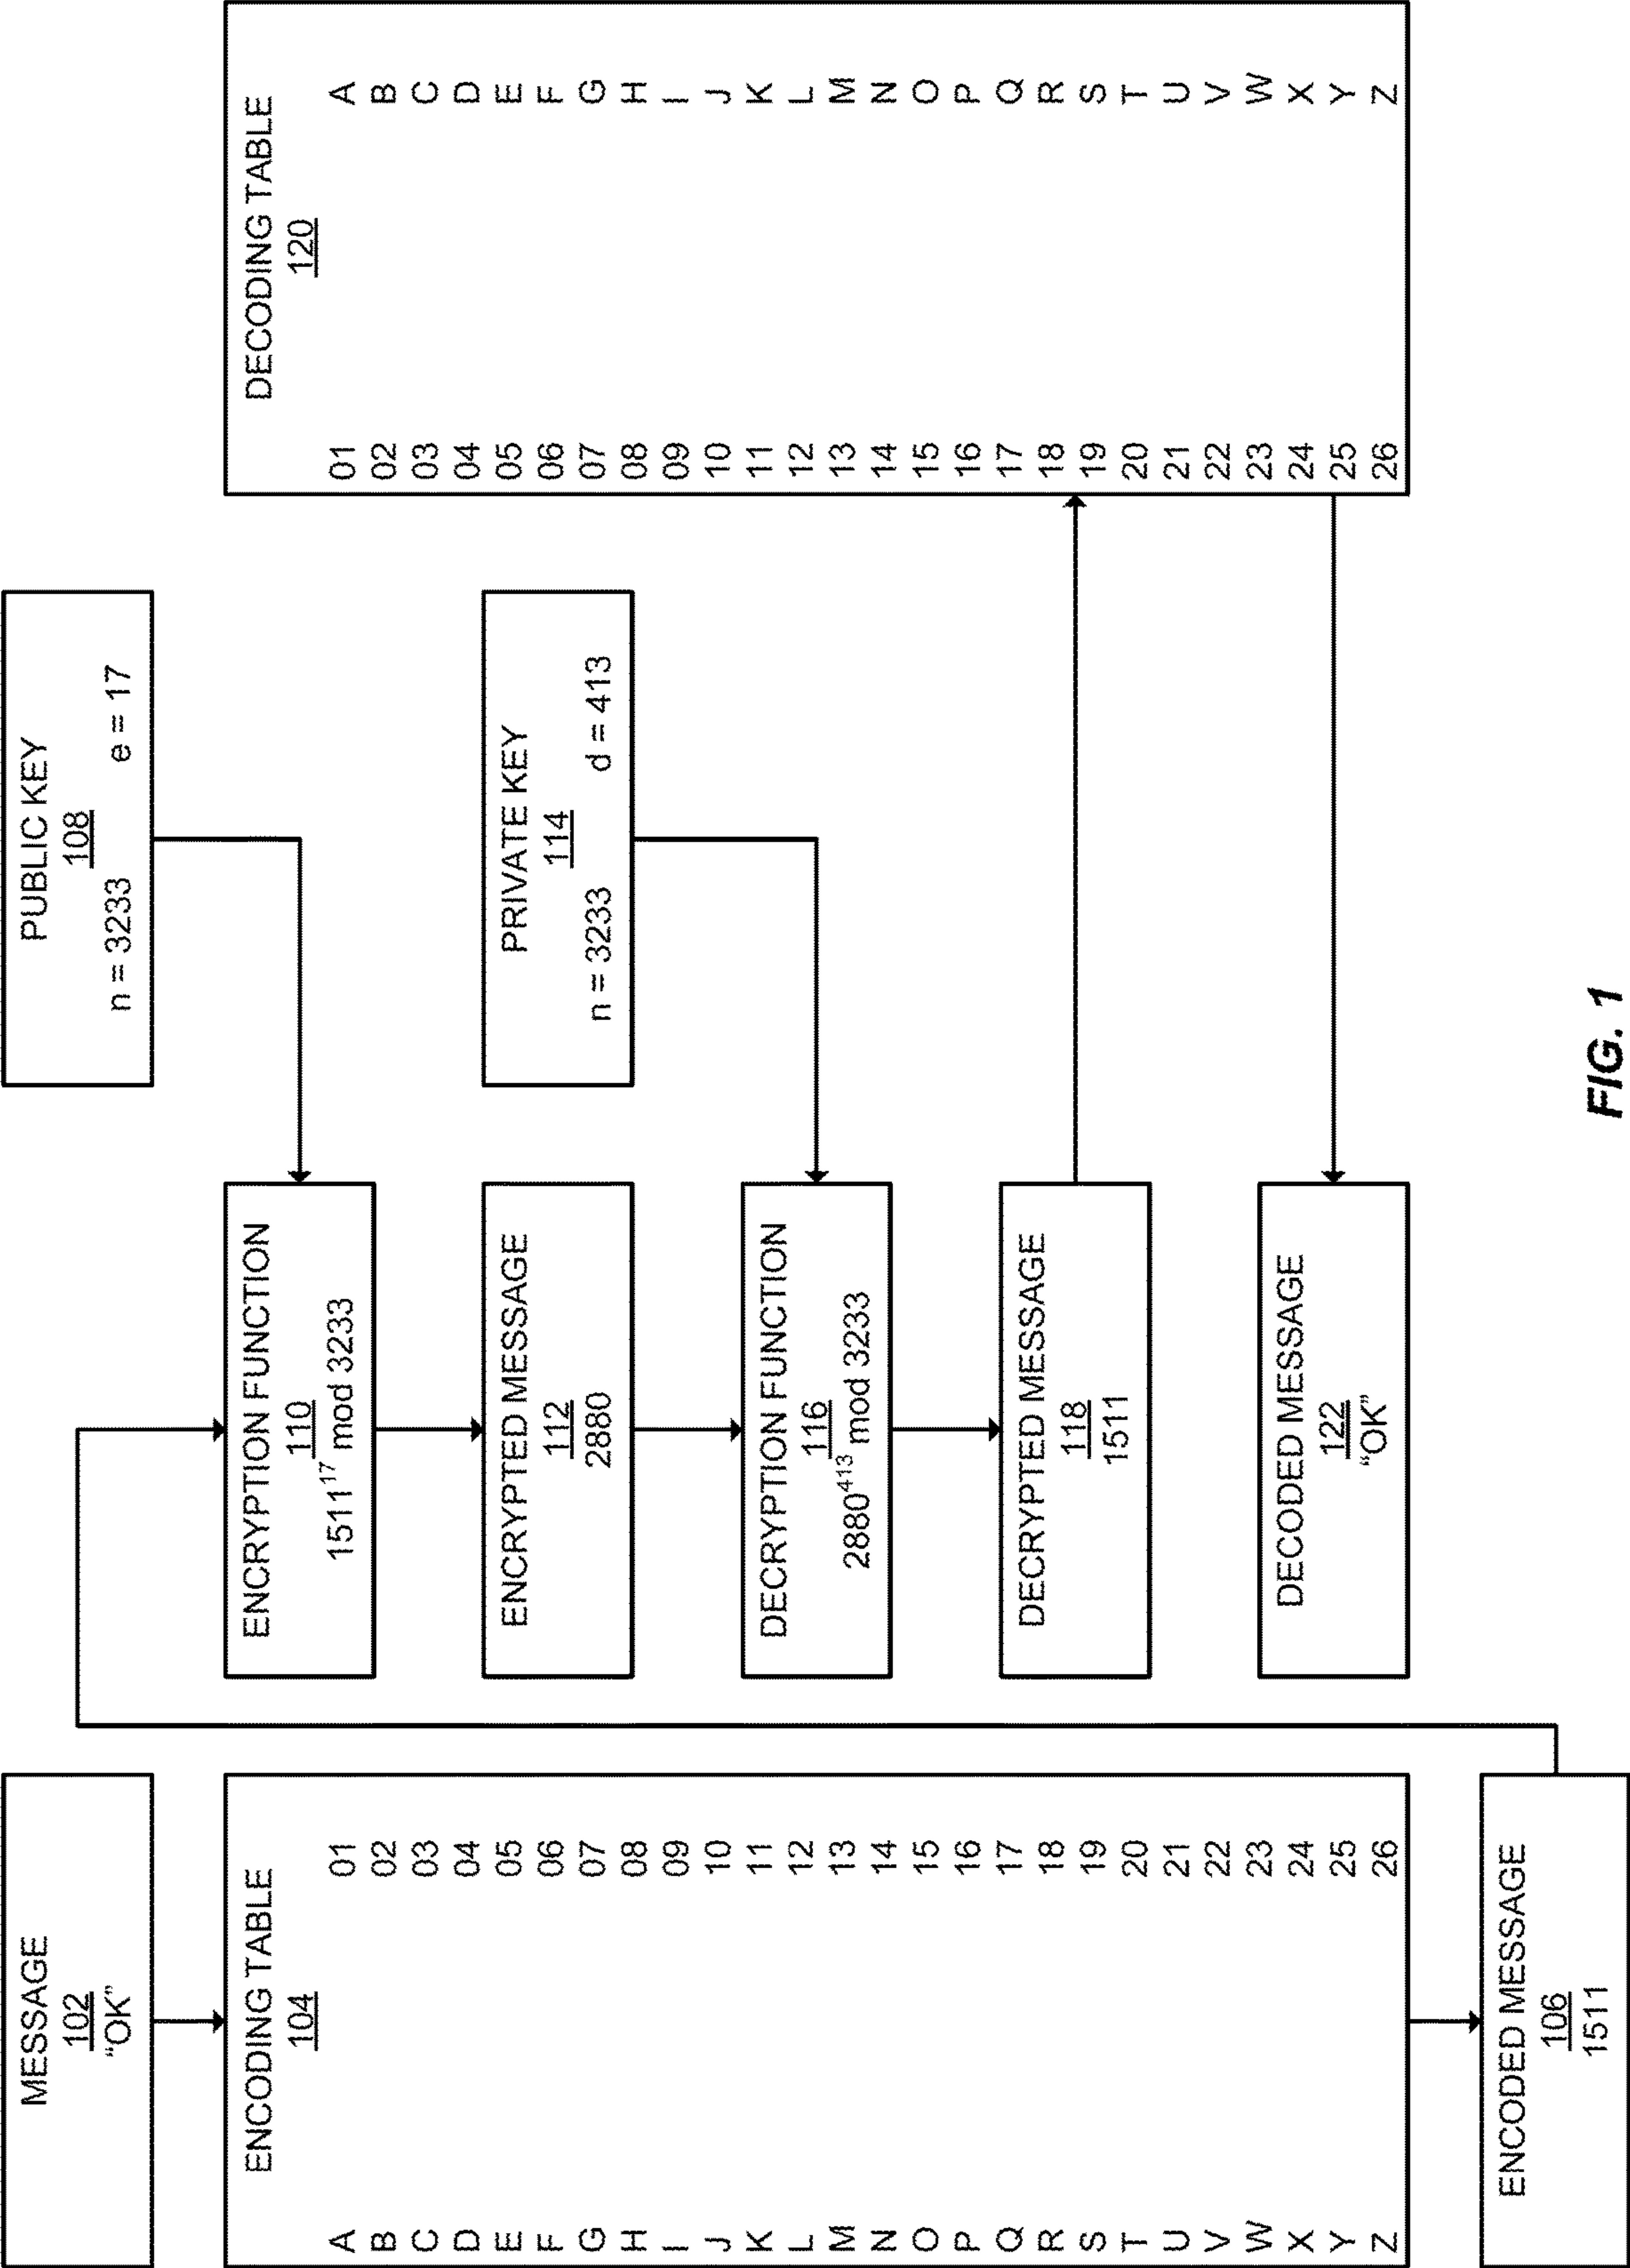 MESSAGE
102
“OK”
ENCODING TABLE
104
A 01
B 02
C 03
D 04
E 05
F 06
G 07
H 08
I 09
J 10
K 11
L 12
M 13
N 14
O 15
P 16
Q 17
R 18
S 19
T 20
U 21
V 22
W 23
X 24
Y 25
Z 26
ENCODED MESSAGE
106
1511
PUBLIC KEY
108
n = 3233 e = 17
ENCRYPTION FUNCTION
110
1511¹⁷ mod 3233
ENCRYPTED MESSAGE
112
2880
PRIVATE KEY
114
n = 3233 d = 413
DECRYPTION FUNCTION
116
2880⁴¹³ mod 3233
DECRYPTED MESSAGE
118
1511
DECODING TABLE
120
01 A
02 B
03 C
04 D
05 E
06 F
07 G
08 H
09 I
10 J
11 K
12 L
13 M
14 N
15 O
16 P
17 Q
18 R
19 S
20 T
21 U
22 V
23 W
24 X
25 Y
26 Z
DECODED MESSAGE
122
“OK”
FIG. 1